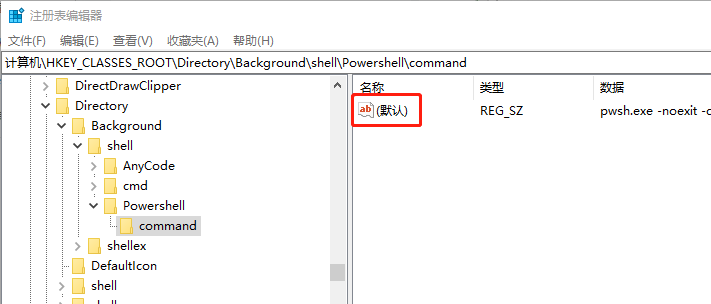 注册表编辑器
文件(F) 编辑(E) 查看(V) 收藏夹(A) 帮助(H)
计算机\HKEY_CLASSES_ROOT\Directory\Background\shell\Powershell\command
DirectDrawClipper
Directory
Background
shell
AnyCode
cmd
Powershell
command
shellex
DefaultIcon
shell
名称 类型 数据
ab (默认) REG_SZ pwsh.exe -noexit -c